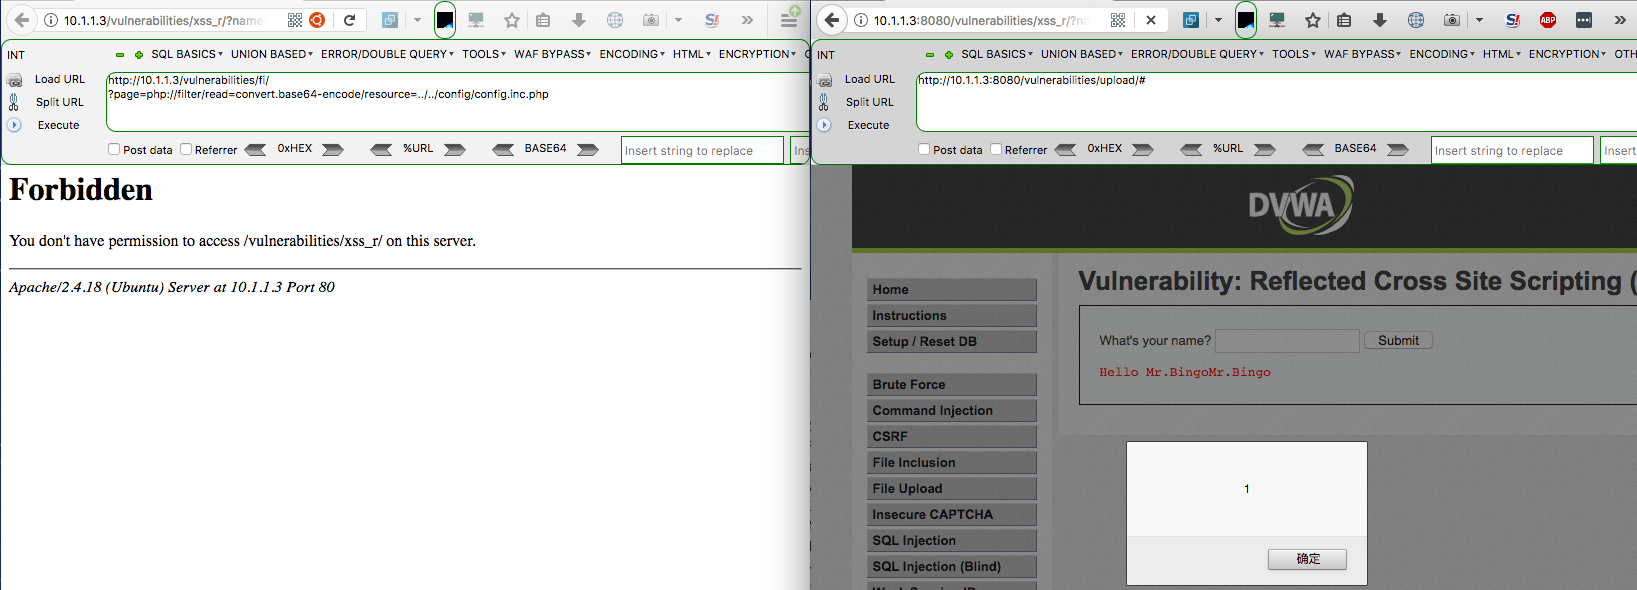 10.1.1.3/vulnerabilities/xss_r/?name
INT
SQL BASICS UNION BASED ERROR/DOUBLE QUERY TOOLS WAF BYPASS ENCODING HTML ENCRYPTION
Load URL
Split URL
Execute
http://10.1.1.3/vulnerabilities/fi/
?page=php://filter/read=convert.base64-encode/resource=../../config/config.inc.php
Post data Referrer 0xHEX %URL BASE64 Insert string to replace Ins
Forbidden
You don't have permission to access /vulnerabilities/xss_r/ on this server.
Apache/2.4.18 (Ubuntu) Server at 10.1.1.3 Port 80
10.1.1.3:8080/vulnerabilities/xss_r/?na
ABP
INT
SQL BASICS UNION BASED ERROR/DOUBLE QUERY TOOLS WAF BYPASS ENCODING HTML ENCRYPTION OTH
Load URL
Split URL
Execute
http://10.1.1.3:8080/vulnerabilities/upload/#
Post data Referrer 0xHEX %URL BASE64 Insert string to replace Insert
DVWA
Home
Instructions
Setup / Reset DB
Brute Force
Command Injection
CSRF
File Inclusion
File Upload
Insecure CAPTCHA
SQL Injection
SQL Injection (Blind)
Vulnerability: Reflected Cross Site Scripting (
What's your name? Submit
Hello Mr.BingoMr.Bingo
1
确定